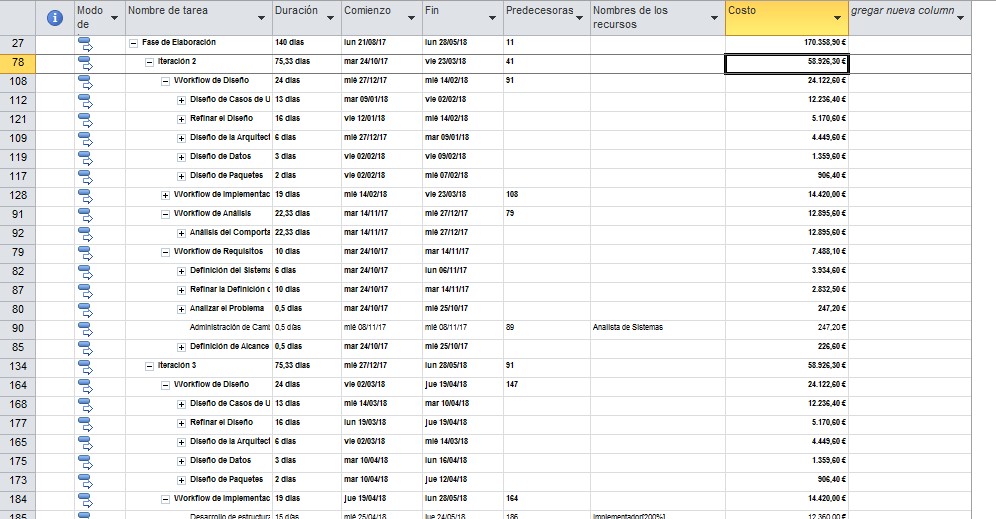 Modo de Nombre de tarea Duración Comienzo Fin Predecesoras Nombres de los recursos Costo gregar nueva column
27 Fase de Elaboración 140 días lun 21/08/17 lun 28/05/18 11 170.358,90 €
78 Iteración 2 75,33 días mar 24/10/17 vie 23/03/18 41 58.926,30 €
108 Workflow de Diseño 24 días mié 27/12/17 mié 14/02/18 91 24.122,60 €
112 Diseño de Casos de U 13 días mar 09/01/18 vie 02/02/18 12.236,40 €
121 Refinar el Diseño 16 días vie 12/01/18 mié 14/02/18 5.170,60 €
109 Diseño de la Arquitect 6 días mié 27/12/17 mar 09/01/18 4.449,60 €
119 Diseño de Datos 3 días vie 02/02/18 vie 09/02/18 1.359,60 €
117 Diseño de Paquetes 2 días vie 02/02/18 mié 07/02/18 906,40 €
128 Workflow de Implementac 19 días mié 14/02/18 vie 23/03/18 108 14.420,00 €
91 Workflow de Análisis 22,33 días mar 14/11/17 mié 27/12/17 79 12.895,60 €
92 Análisis del Comporta 22,33 días mar 14/11/17 mié 27/12/17 12.895,60 €
79 Workflow de Requisitos 10 días mar 24/10/17 mar 14/11/17 7.488,10 €
82 Definición del Sistema 6 días mar 24/10/17 lun 06/11/17 3.934,60 €
87 Refinar la Definición c 10 días mar 24/10/17 mar 14/11/17 2.832,50 €
80 Analizar el Problema 0,5 días mar 24/10/17 mié 25/10/17 247,20 €
90 Administración de Camb 0,5 días mié 08/11/17 mié 08/11/17 89 Analista de Sistemas 247,20 €
85 Definición de Alcance 0,5 días mar 24/10/17 mié 25/10/17 226,60 €
134 Iteración 3 75,33 días mié 27/12/17 lun 28/05/18 91 58.926,30 €
164 Workflow de Diseño 24 días vie 02/03/18 jue 19/04/18 147 24.122,60 €
168 Diseño de Casos de U 13 días mié 14/03/18 mar 10/04/18 12.236,40 €
177 Refinar el Diseño 16 días lun 19/03/18 jue 19/04/18 5.170,60 €
165 Diseño de la Arquitect 6 días vie 02/03/18 mié 14/03/18 4.449,60 €
175 Diseño de Datos 3 días mar 10/04/18 lun 16/04/18 1.359,60 €
173 Diseño de Paquetes 2 días mar 10/04/18 jue 12/04/18 906,40 €
184 Workflow de Implementac 19 días jue 19/04/18 lun 28/05/18 164 14.420,00 €
185 Desarrollo de estructura 15 días mié 25/04/18 jue 24/05/18 186 Implementador[200%] 12.360,00 €